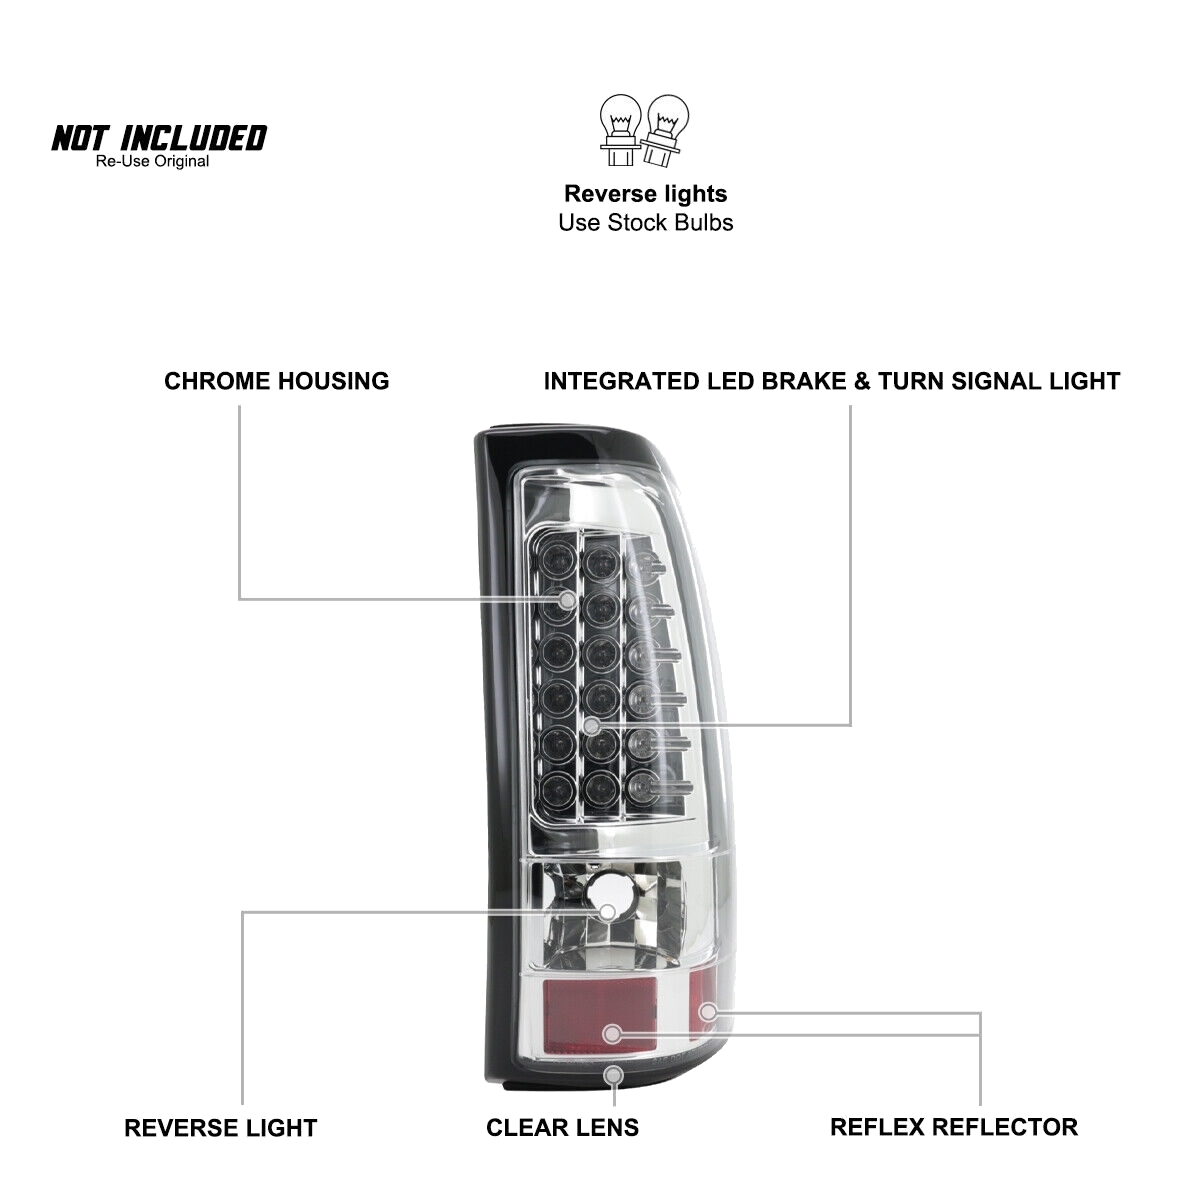 NOT INCLUDED
Re-Use Original
Reverse lights
Use Stock Bulbs
CHROME HOUSING
INTEGRATED LED BRAKE & TURN SIGNAL LIGHT
REVERSE LIGHT
CLEAR LENS
REFLEX REFLECTOR